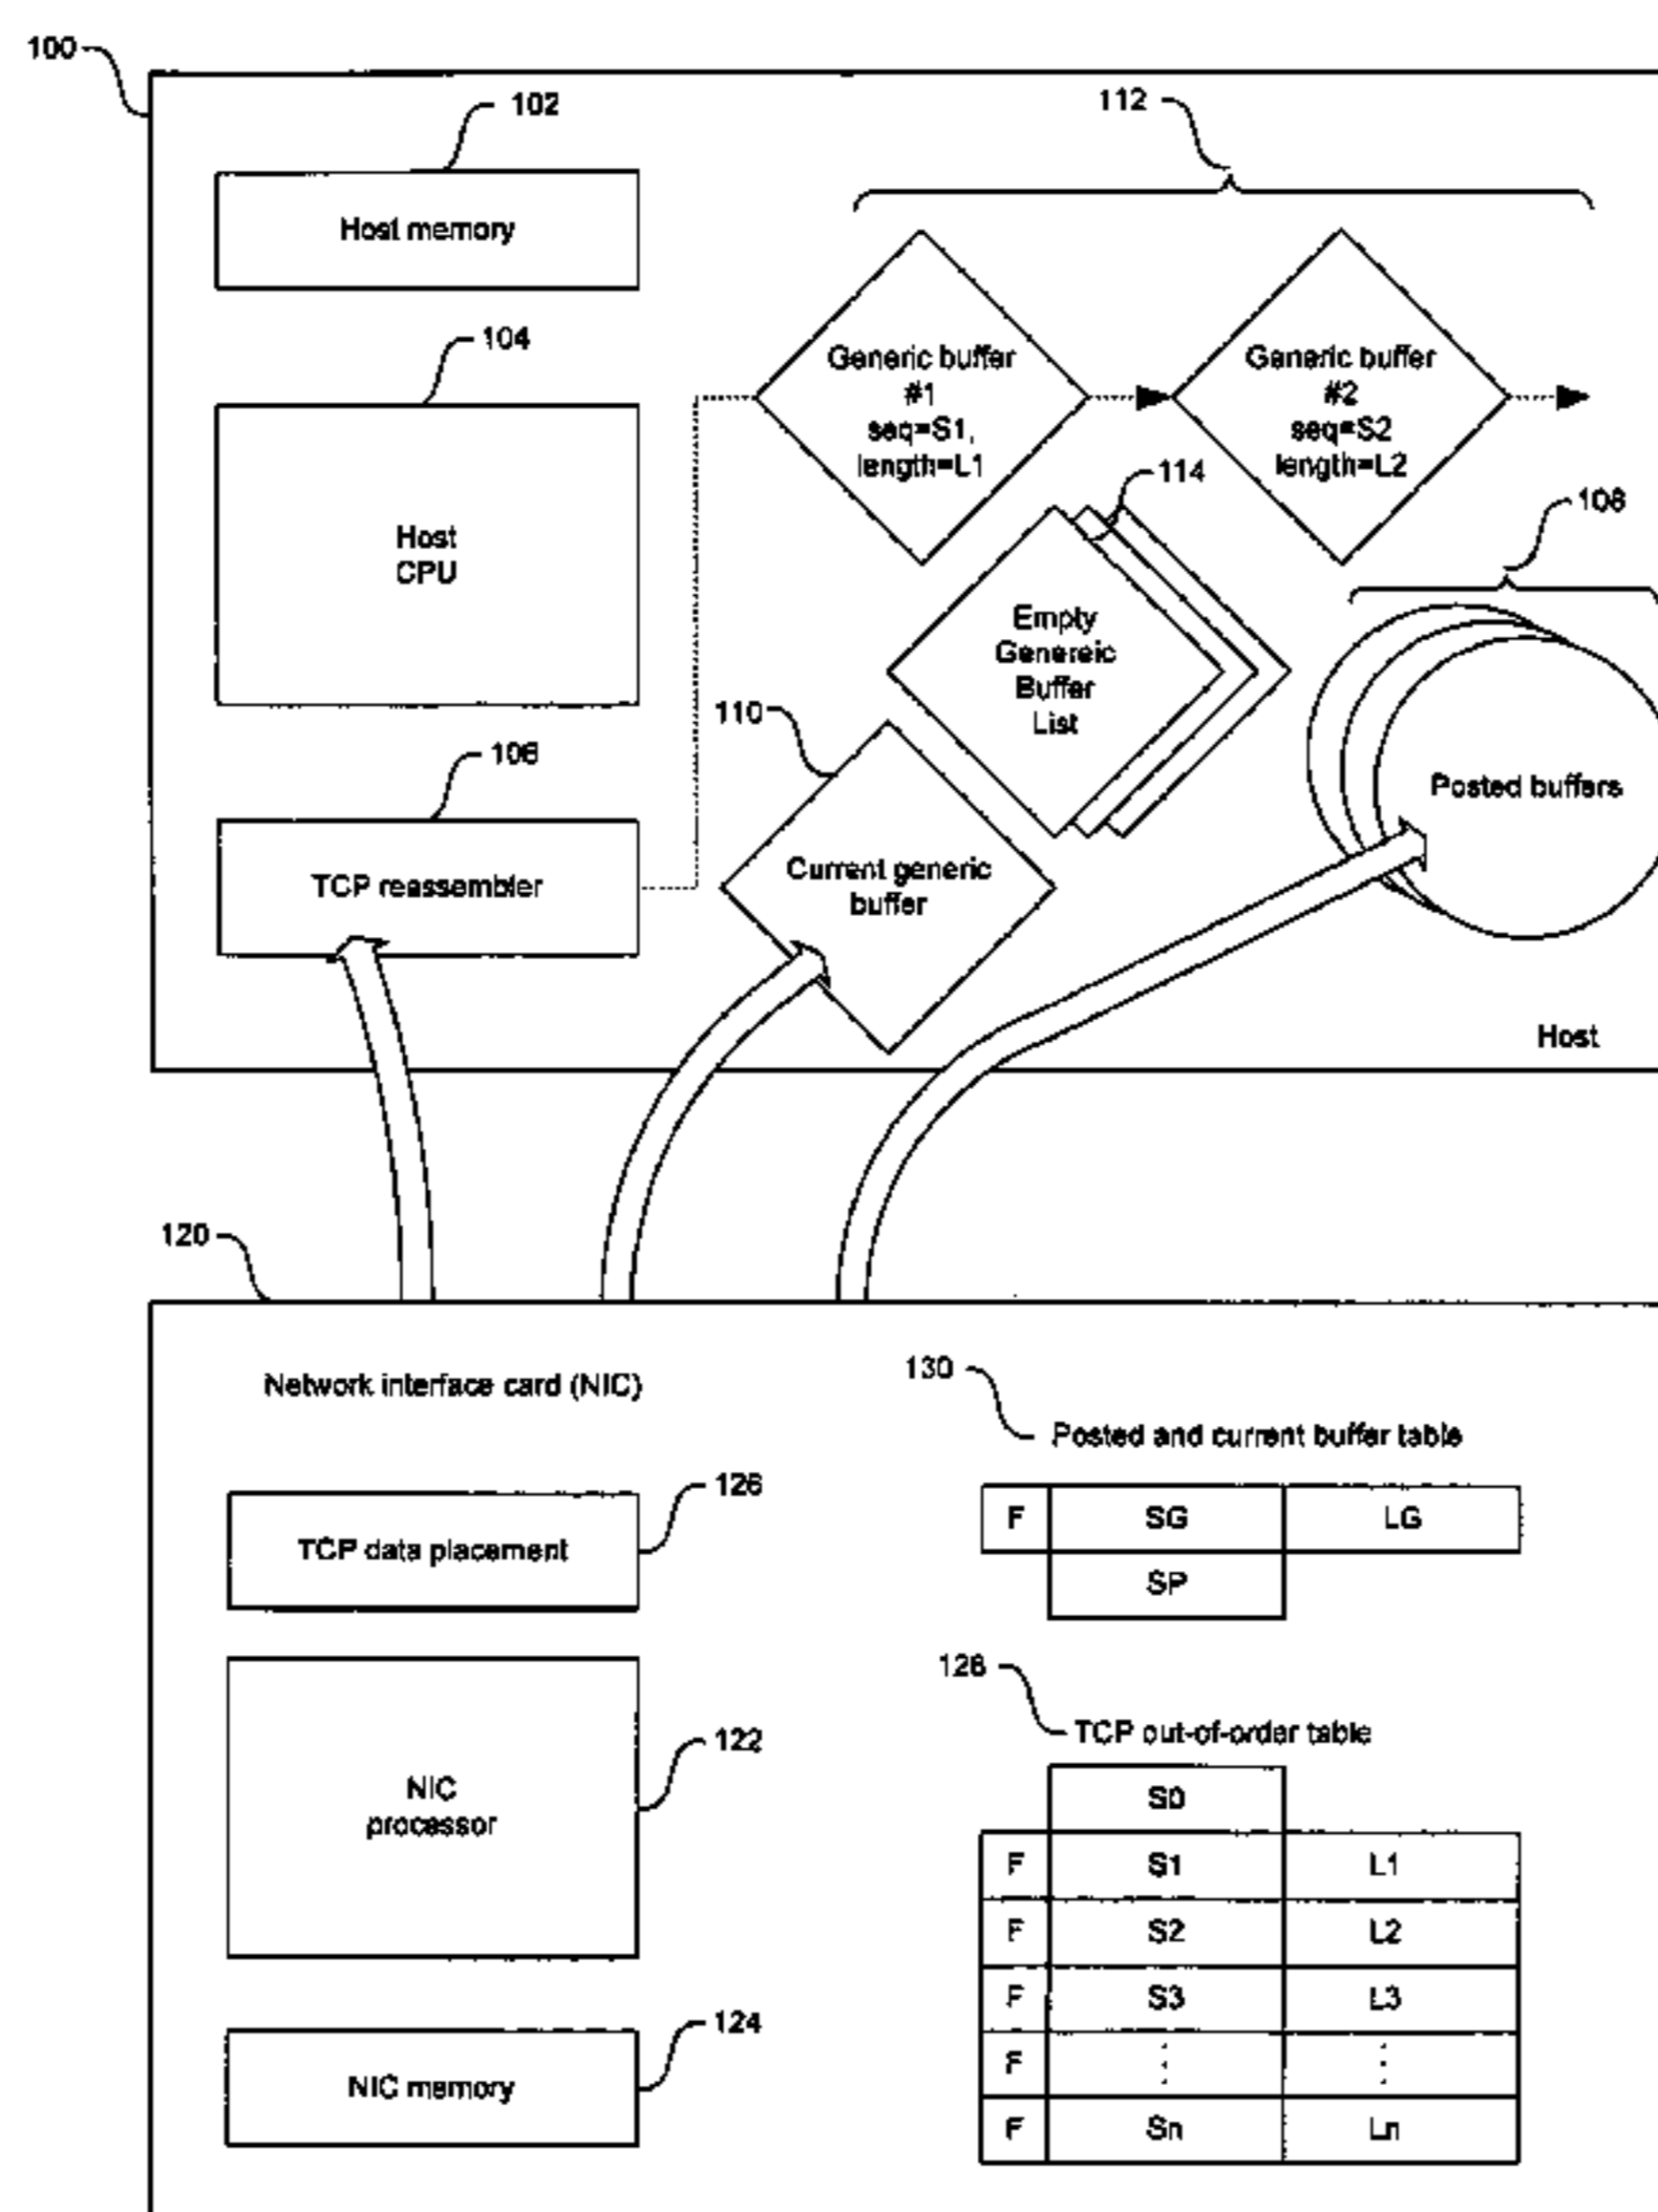 100
102
112
Host memory
104
Generic buffer
#1
seq=S1,
length=L1
Generic buffer
#2
seq=S2
length=L2
114
108
Host
CPU
Empty
Genereic
Buffer
List
110
106
Posted buffers
TCP reassembler
Current generic
buffer
Host
120
Network interface card (NIC)
130
Posted and current buffer table
126
F SG LG
TCP data placement
SP
128
122
TCP out-of-order table
NIC
processor
S0
F S1 L1
F S2 L2
124
F S3 L3
NIC memory
F ⋮ ⋮
F Sn Ln